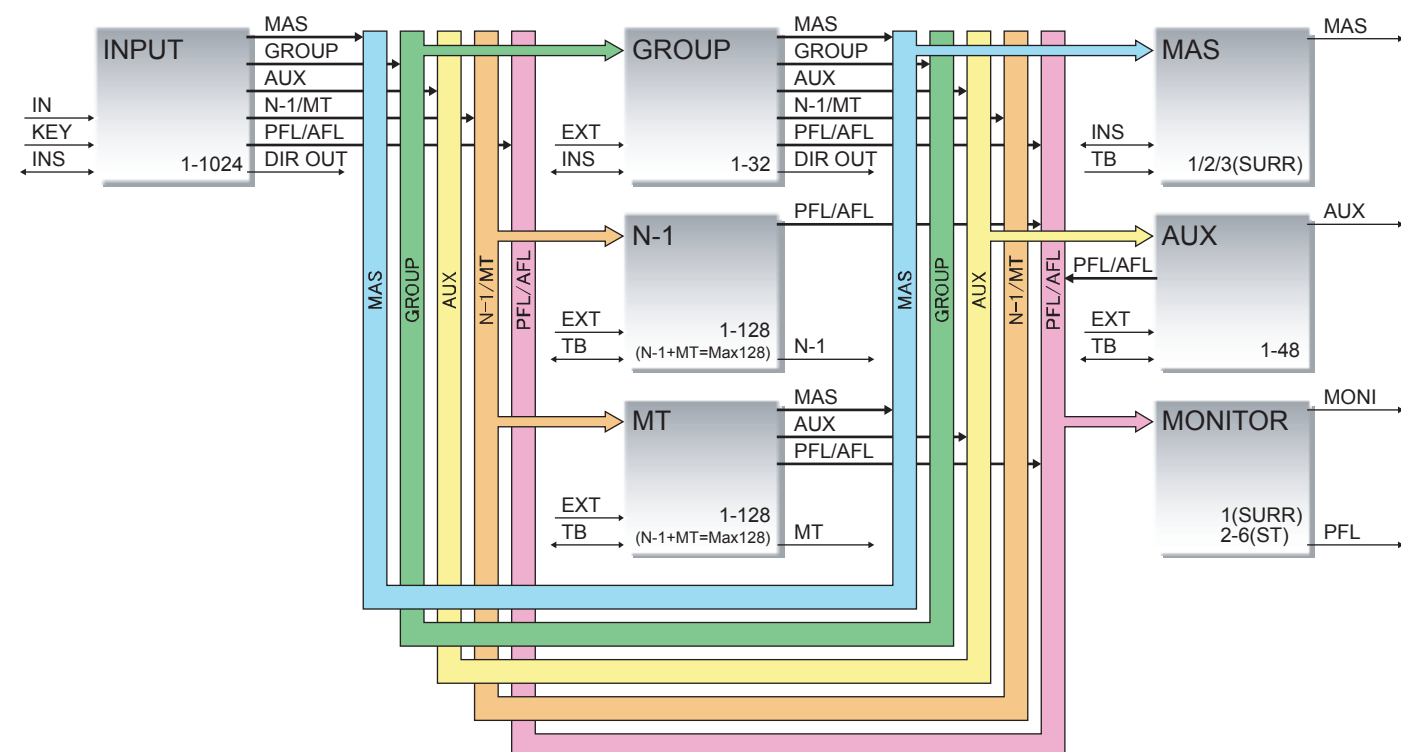 INPUT
IN
KEY
INS
1-1024
MAS
GROUP
AUX
N-1/MT
PFL/AFL
DIR OUT
MAS
GROUP
AUX
N-1/MT
PFL/AFL
GROUP
EXT
INS
1-32
MAS
GROUP
AUX
N-1/MT
PFL/AFL
DIR OUT
N-1
PFL/AFL
EXT
TB
1-128
(N-1+MT=Max128)
N-1
MT
MAS
AUX
PFL/AFL
EXT
TB
1-128
(N-1+MT=Max128)
MT
MAS
GROUP
AUX
N-1/MT
PFL/AFL
MAS
MAS
INS
TB
1/2/3(SURR)
AUX
AUX
PFL/AFL
EXT
TB
1-48
MONITOR
MONI
1(SURR)
2-6(ST)
PFL